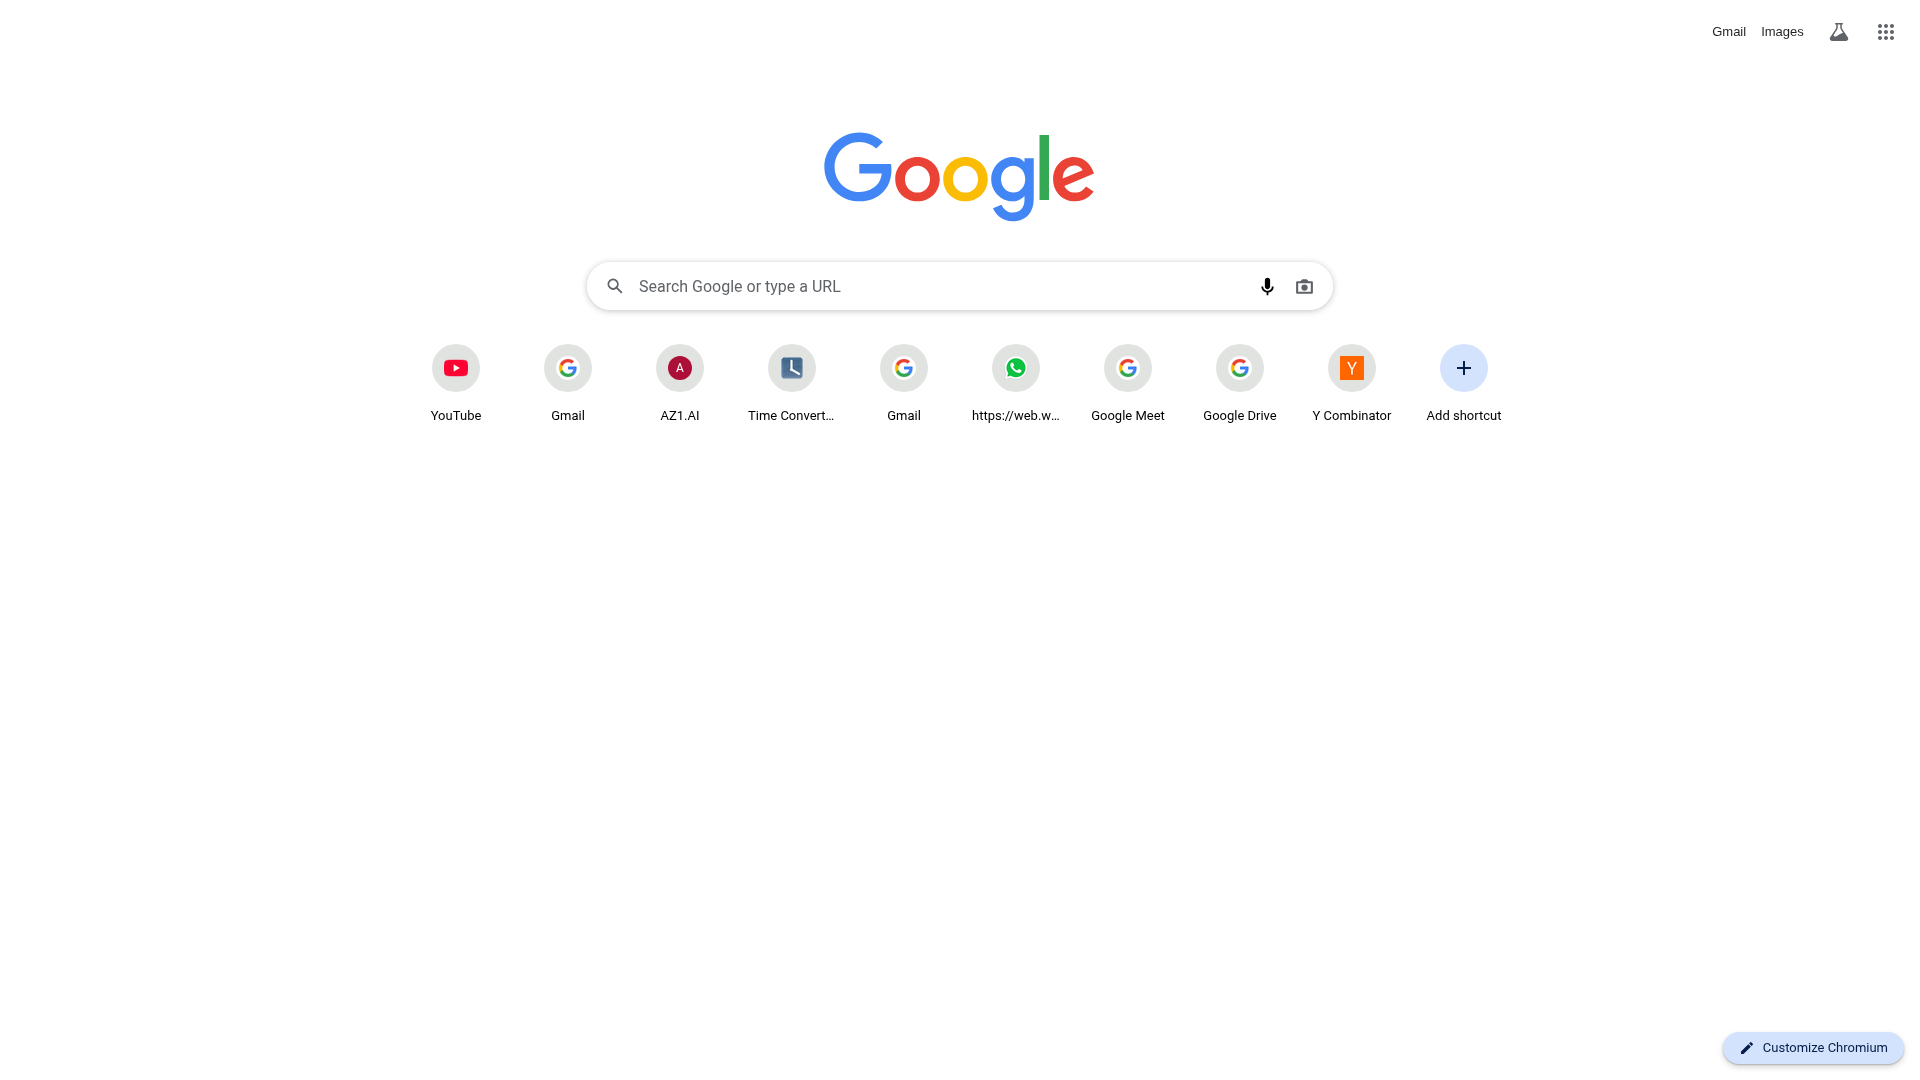 Gmail Images
Google
Search Google or type a URL
A
Y
YouTube Gmail AZ1.AI Time Convert... Gmail https://web.w... Google Meet Google Drive Y Combinator Add shortcut
Customize Chromium